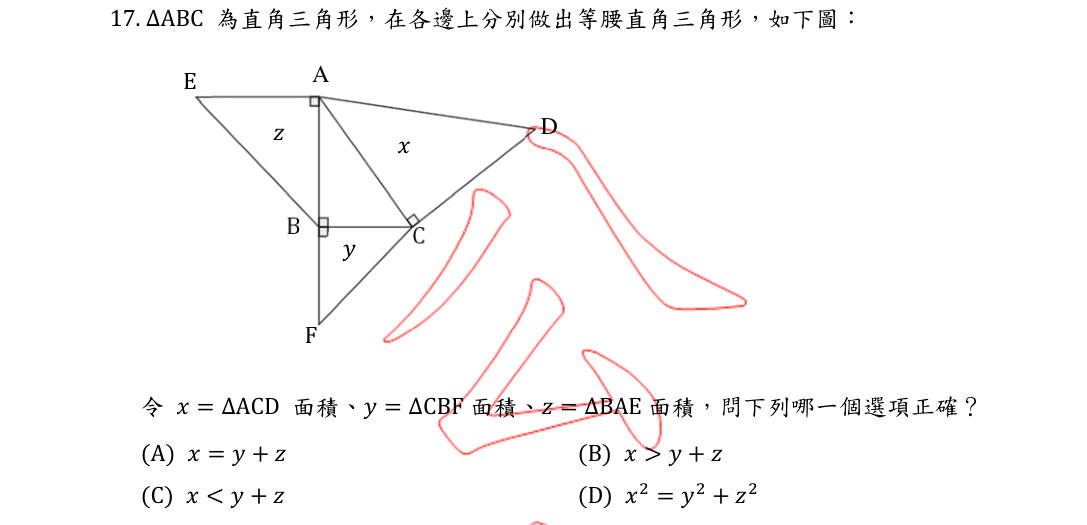 17. ΔABC 為直角三角形，在各邊上分別做出等腰直角三角形，如下圖：
E
A
D
z
x
B
C
y
F
令 x = ΔACD 面積、y = ΔCBF 面積、z = ΔBAE 面積，問下列哪一個選項正確？
(A) x = y + z
(B) x > y + z
(C) x < y + z
(D) x² = y² + z²